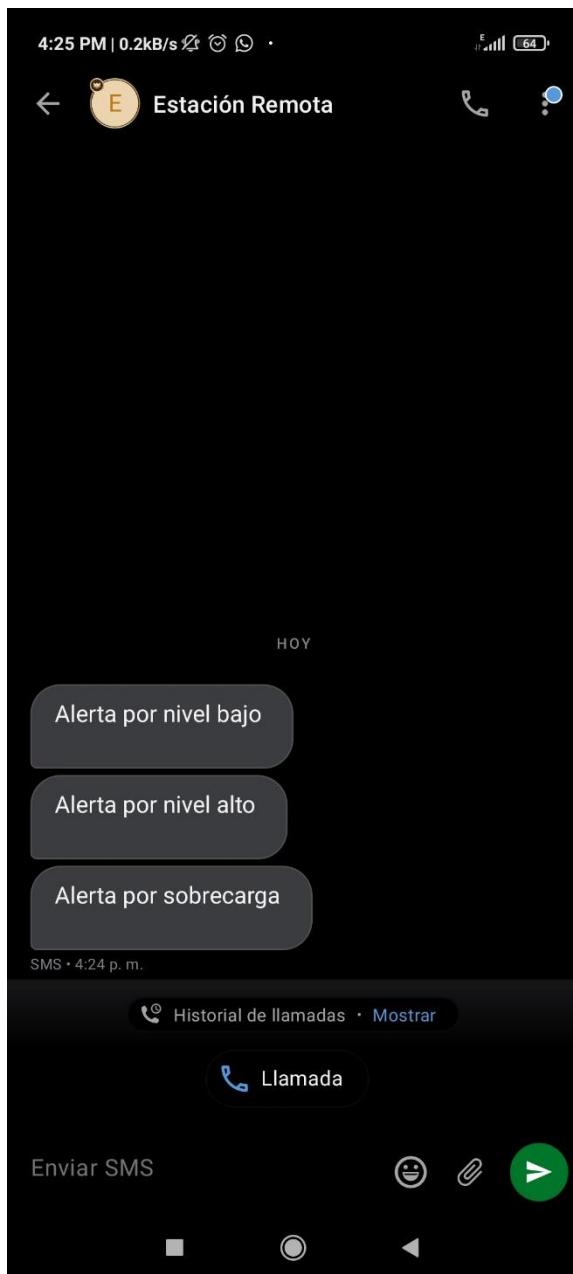 4:25 PM | 0.2kB/s
E
64
E
Estación Remota
HOY
Alerta por nivel bajo
Alerta por nivel alto
Alerta por sobrecarga
SMS • 4:24 p. m.
Historial de llamadas • Mostrar
Llamada
Enviar SMS